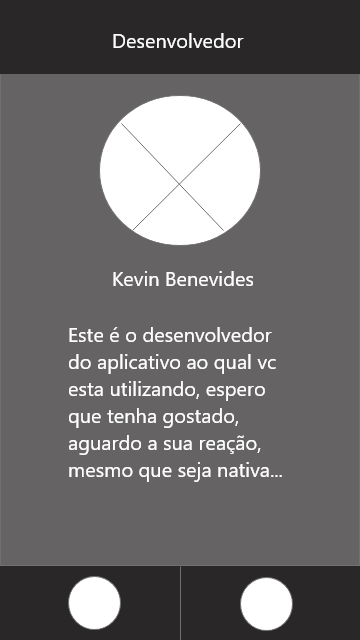 Desenvolvedor
Kevin Benevides
Este é o desenvolvedor
do aplicativo ao qual vc
esta utilizando, espero
que tenha gostado,
aguardo a sua reação,
mesmo que seja nativa...